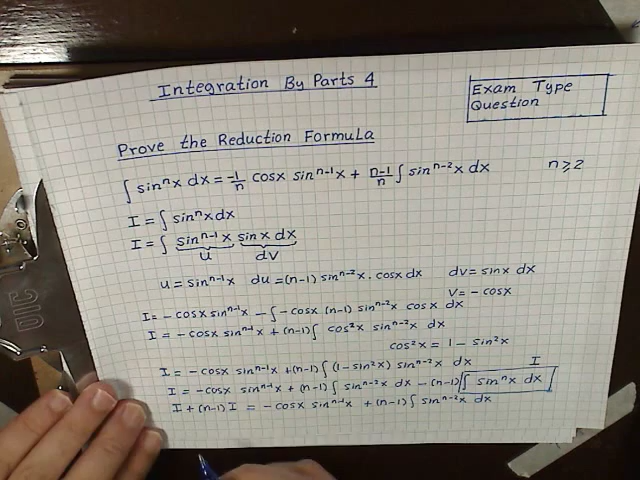 Integration By Parts 4
Exam Type
Question
Prove the Reduction Formula
∫ sinⁿx dx = -1/n cosx sinⁿ⁻¹x + n-1/n ∫ sinⁿ⁻²x dx n ≥ 2
I = ∫ sinⁿx dx
I = ∫ sinⁿ⁻¹x sin x dx
u dv
u = sinⁿ⁻¹x du = (n-1) sinⁿ⁻²x . cosx dx dv = sinx dx
v = - cosx
I = - cosx sinⁿ⁻¹x - ∫ - cosx (n-1) sinⁿ⁻²x cosx dx
I = - cosx sinⁿ⁻¹x + (n-1) ∫ cos²x sinⁿ⁻²x dx
cos²x = 1 - sin²x
I = - cosx sinⁿ⁻¹x + (n-1) ∫ (1 - sin²x) sinⁿ⁻²x dx I
I = - cosx sinⁿ⁻¹x + (n-1) ∫ sinⁿ⁻²x dx - (n-1) ∫ sinⁿx dx
I + (n-1) I = - cosx sinⁿ⁻¹x + (n-1) ∫ sinⁿ⁻²x dx